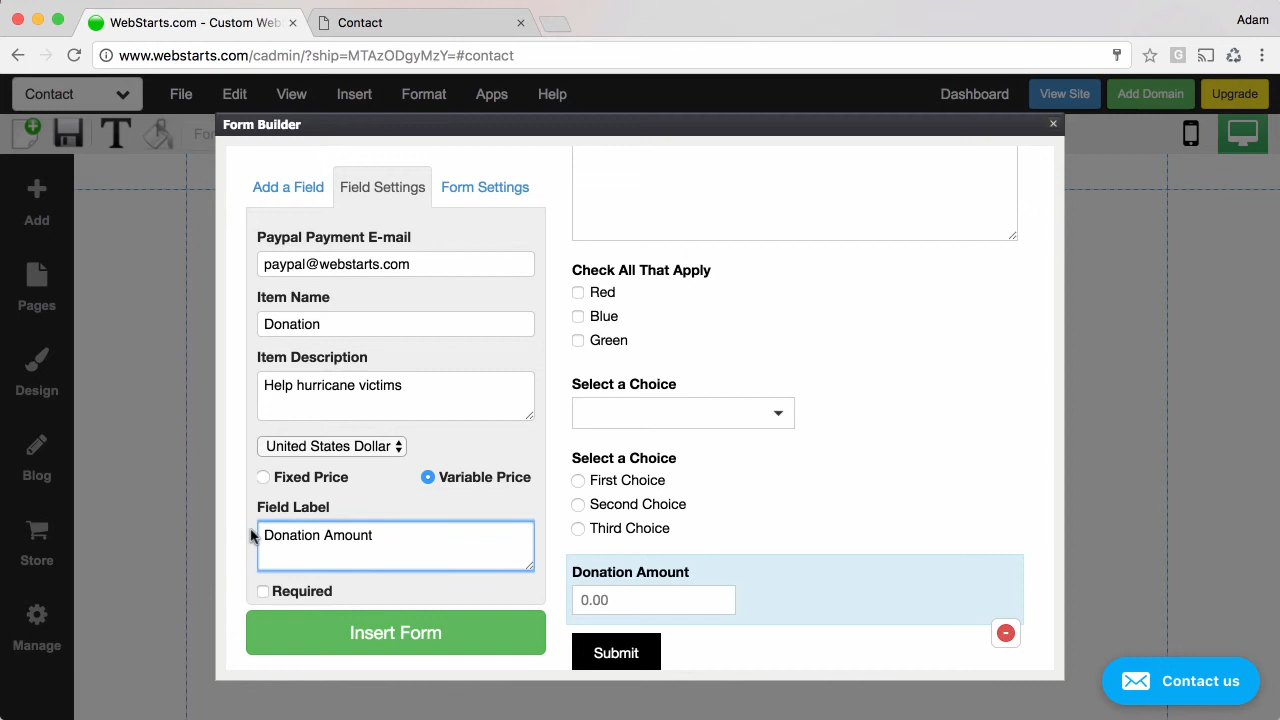 WebStarts.com - Custom Web
Contact
Adam
www.webstarts.com/cadmin/?ship=MTAzODgyMzY=#contact
Contact
File
Edit
View
Insert
Format
Apps
Help
Dashboard
View Site
Add Domain
Upgrade
Form Builder
Add
Pages
Design
Blog
Store
Manage
Add a Field
Field Settings
Form Settings
Paypal Payment E-mail
paypal@webstarts.com
Item Name
Donation
Item Description
Help hurricane victims
United States Dollar
Fixed Price
Variable Price
Field Label
Donation Amount
Required
Insert Form
Check All That Apply
Red
Blue
Green
Select a Choice
Select a Choice
First Choice
Second Choice
Third Choice
Donation Amount
0.00
Submit
Contact us